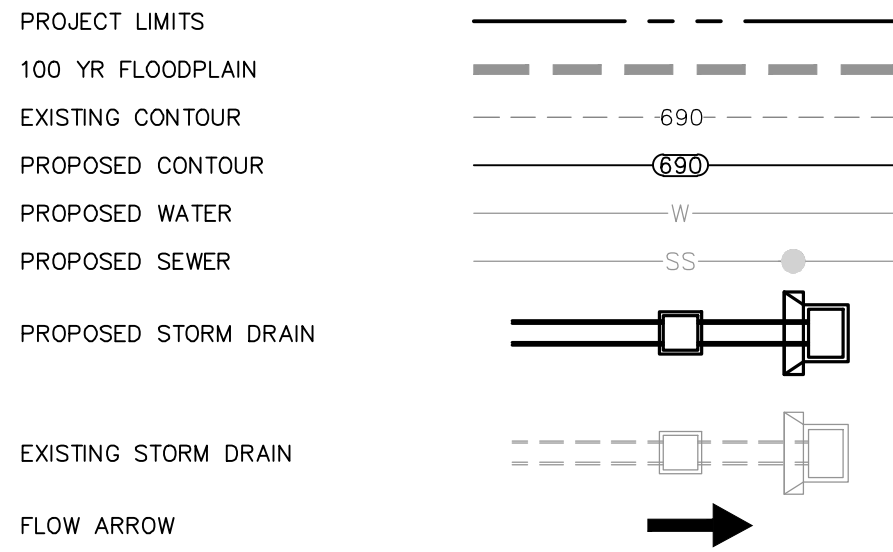 PROJECT LIMITS
100 YR FLOODPLAIN
EXISTING CONTOUR 690
PROPOSED CONTOUR 690
PROPOSED WATER W
PROPOSED SEWER SS
PROPOSED STORM DRAIN
EXISTING STORM DRAIN
FLOW ARROW